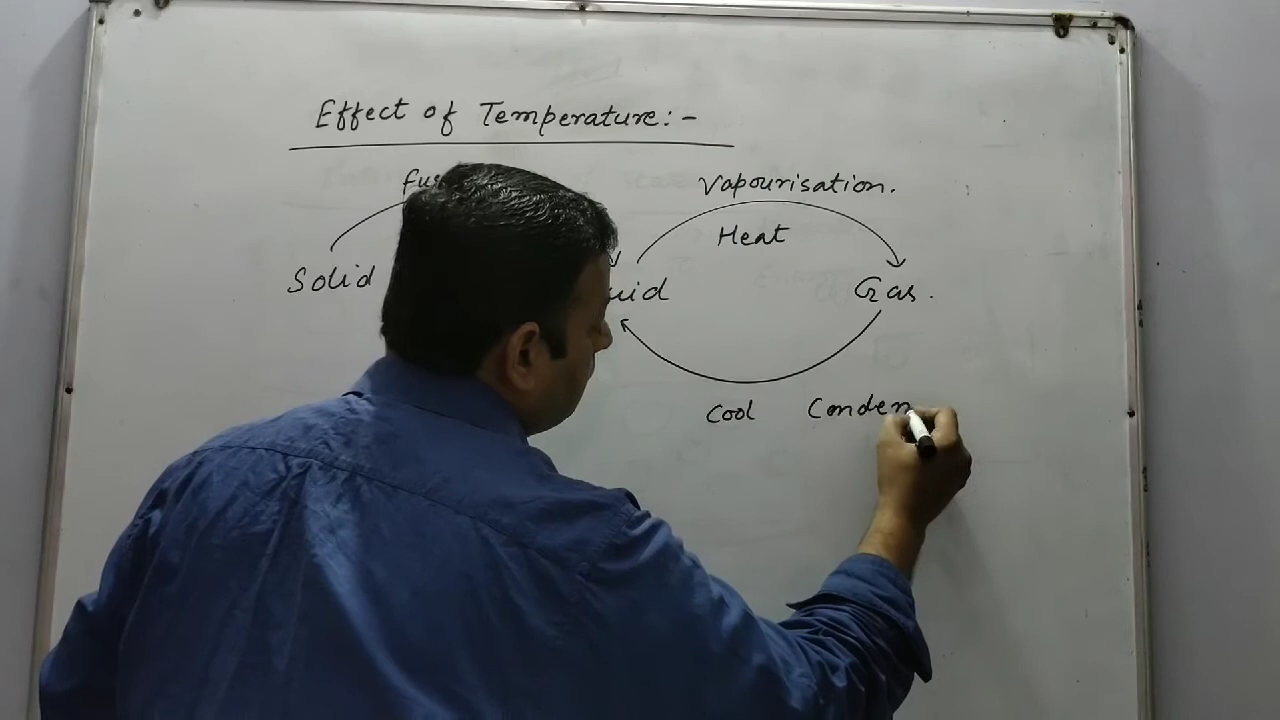 Effect of Temperature:-
Vapourisation.
Heat
Solid
Gas.
Cool Conden